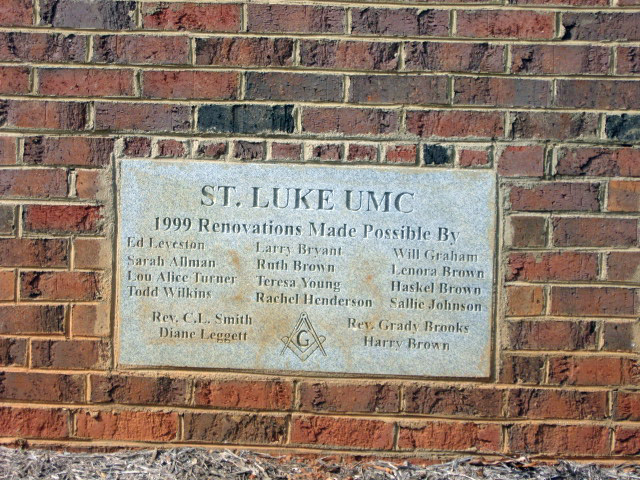 ST. LUKE UMC
1999 Renovations Made Possible By
Ed Leveston Larry Bryant Will Graham
Sarah Allman Ruth Brown Lenora Brown
Lou Alice Turner Teresa Young Haskel Brown
Todd Wilkins Rachel Henderson Sallie Johnson
Rev. C.L. Smith Rev. Grady Brooks
Diane Leggett G Harry Brown